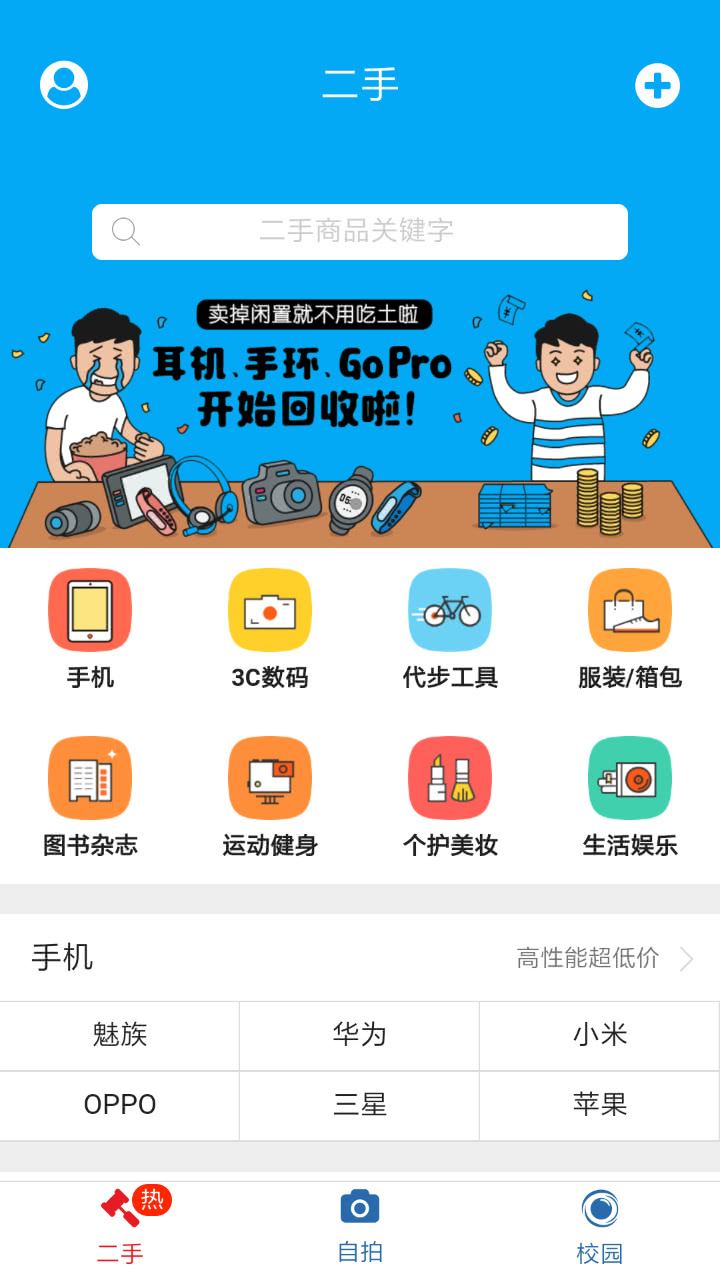 二手
二手商品关键字
卖掉闲置就不用吃土啦
耳机、手环、GoPro
开始回收啦!
手机
3C数码
代步工具
服装/箱包
图书杂志
运动健身
个护美妆
生活娱乐
手机
高性能超低价
魅族
华为
小米
OPPO
三星
苹果
热
二手
自拍
校园